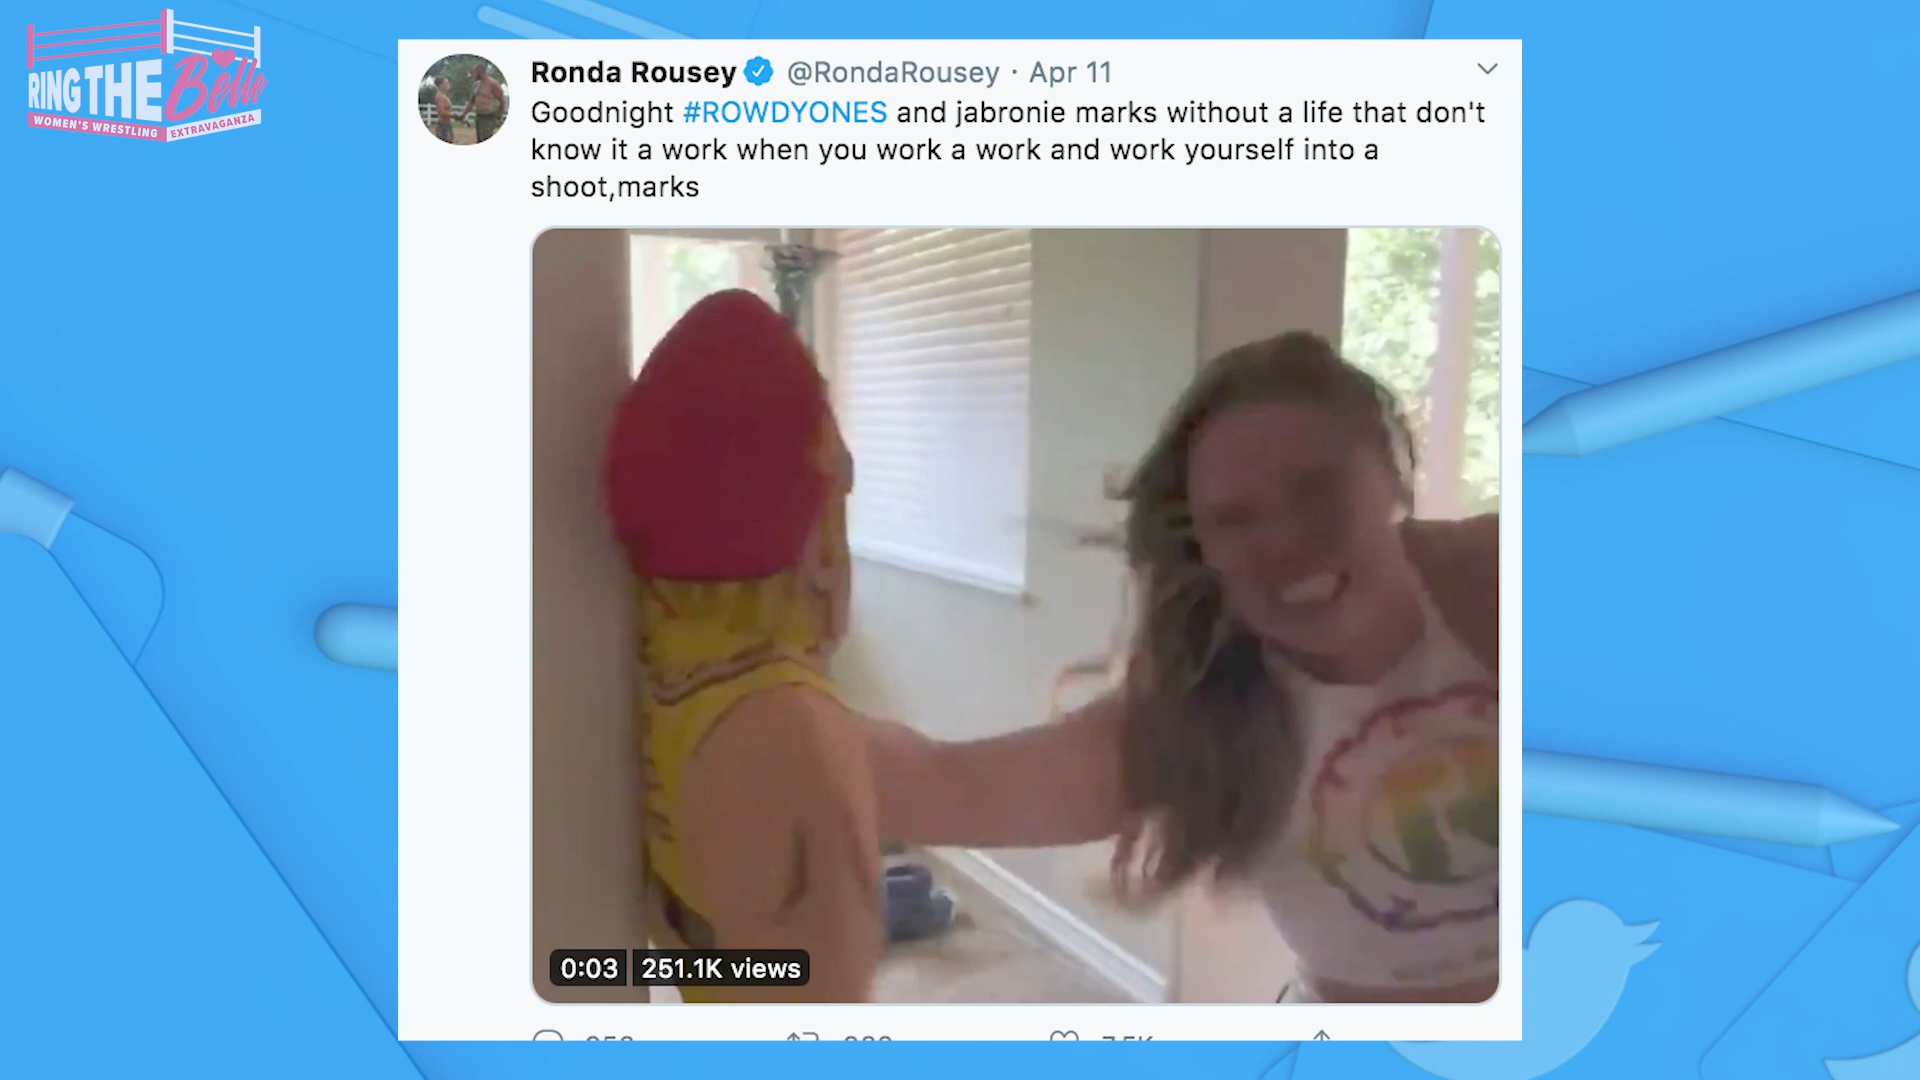 RING THE Belle
WOMEN'S WRESTLING EXTRAVAGANZA
Ronda Rousey @RondaRousey · Apr 11
Goodnight #ROWDYONES and jabronie marks without a life that don't
know it a work when you work a work and work yourself into a
shoot,marks
0:03 251.1K views